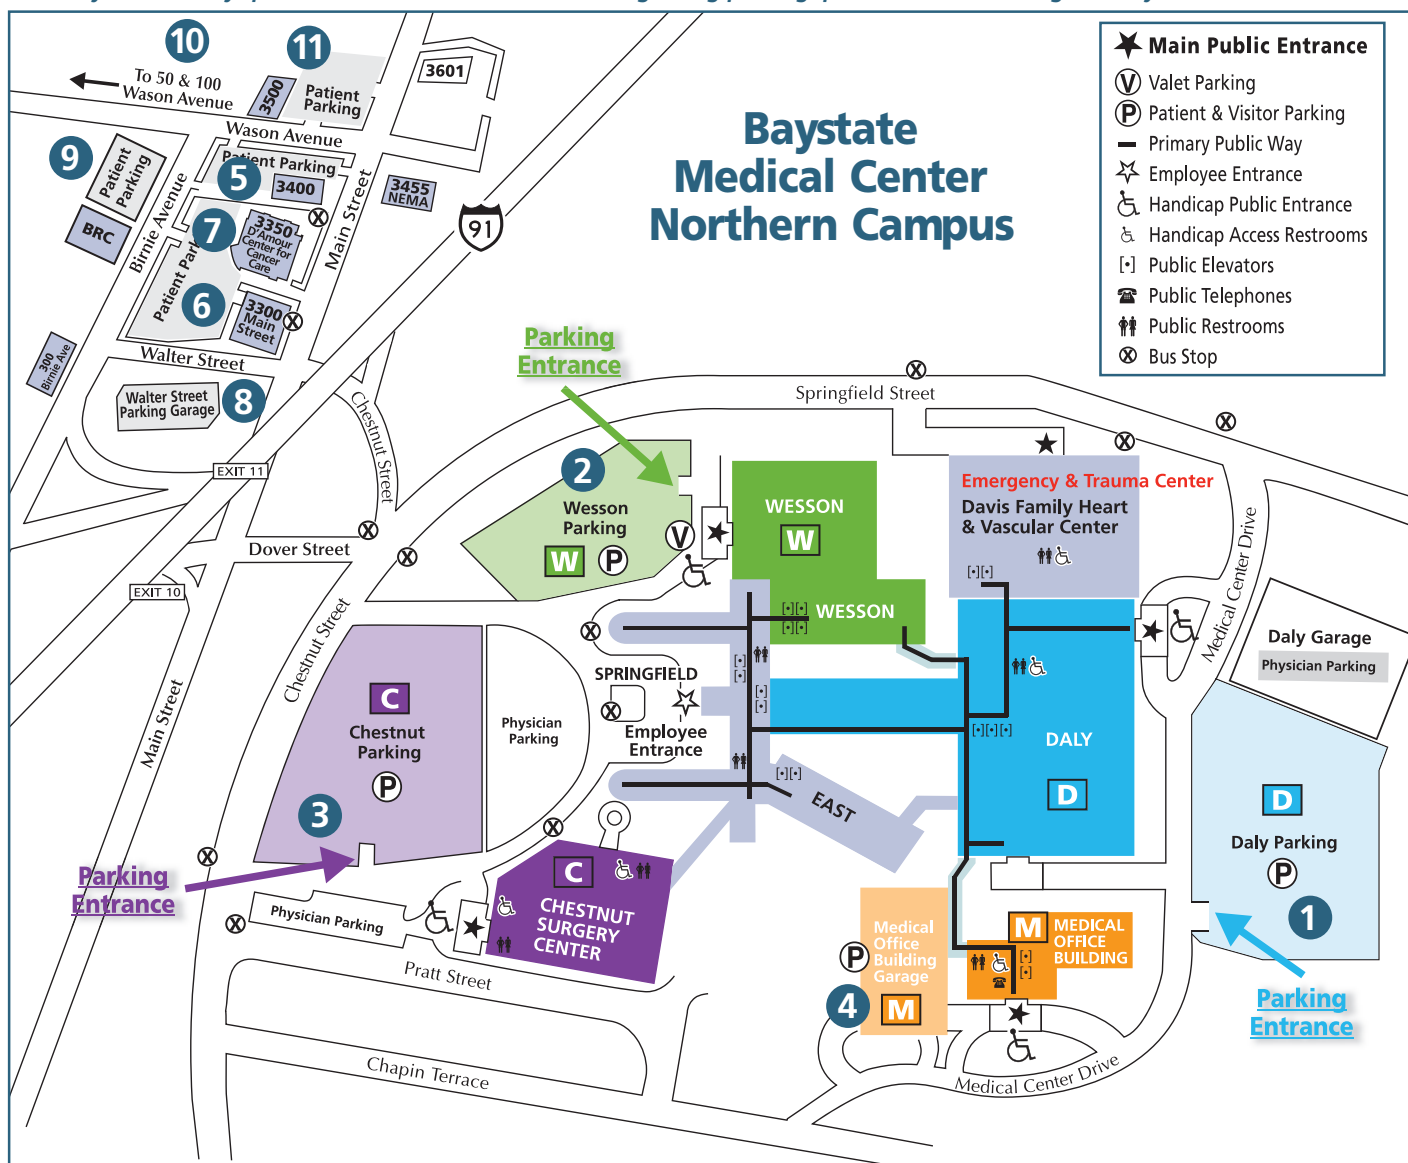 10
11
To 50 & 100
Wason Avenue
3500
Patient
Parking
3601
Wason Avenue
9
Patient
Parking
Patient Parking
5
3400
3455
NEMA
BRC
Birnie Avenue
7
3350
D'Amour
Center for
Cancer
Care
Main Street
91
Patient Park
6
3300
Main
Street
Walter Street
300
Birnie Ave
Walter Street
Parking Garage
8
Chestnut Street
EXIT 11
Baystate
Medical Center
Northern Campus
Main Public Entrance
V Valet Parking
P Patient & Visitor Parking
Primary Public Way
Employee Entrance
Handicap Public Entrance
Handicap Access Restrooms
[•] Public Elevators
Public Telephones
Public Restrooms
Bus Stop
Parking
Entrance
Springfield Street
2
Wesson
Parking
W P
V
WESSON
W
WESSON
Emergency & Trauma Center
Davis Family Heart
& Vascular Center
Medical Center Drive
Medical Center Drive
Daly Garage
Physician Parking
Dover Street
EXIT 10
Chestnut Street
Main Street
C
Chestnut
Parking
P
3
Parking
Entrance
Physician
Parking
SPRINGFIELD
Employee
Entrance
EAST
DALY
D
D
Daly Parking
P
1
Parking
Entrance
Physician Parking
C
CHESTNUT
SURGERY
CENTER
Pratt Street
Chapin Terrace
Medical
Office
Building
Garage
P
4
M
M
MEDICAL
OFFICE
BUILDING
Medical Center Drive